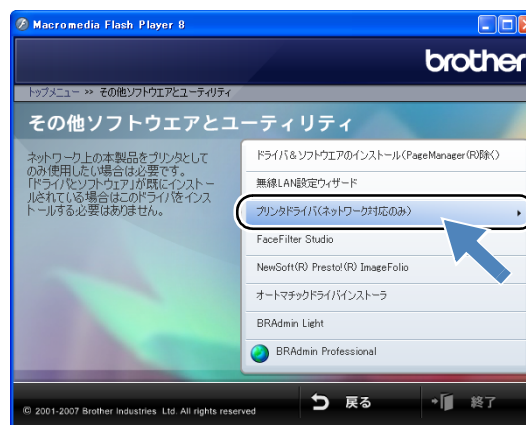 Macromedia Flash Player 8
brother
トップメニュー >> その他ソフトウエアとユーティリティ
その他ソフトウエアとユーティリティ
ネットワーク上の本製品をプリンタとして
のみ使用したい場合は必要です。
「ドライバとソフトウェア」が既にインストー
ルされている場合はこのドライバをインス
トールする必要はありません。
ドライバ&ソフトウエアのインストール(PageManager(R)除く)
無線LAN設定ウィザード
プリンタドライバ(ネットワーク対応のみ)
FaceFilter Studio
NewSoft(R) Presto!(R) ImageFolio
オートマチックドライバインストーラ
BRAdmin Light
BRAdmin Professional
© 2001-2007 Brother Industries Ltd. All rights reserved
戻る
終了